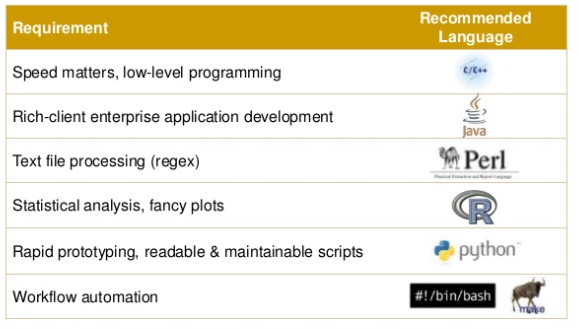 Requirement
Recommended
Language
Speed matters, low-level programming
C/C++
Rich-client enterprise application development
Java
Text file processing (regex)
Perl
Practical Extraction and Report Language
Statistical analysis, fancy plots
R
Rapid prototyping, readable & maintainable scripts
python™
Workflow automation
#!/bin/bash
make